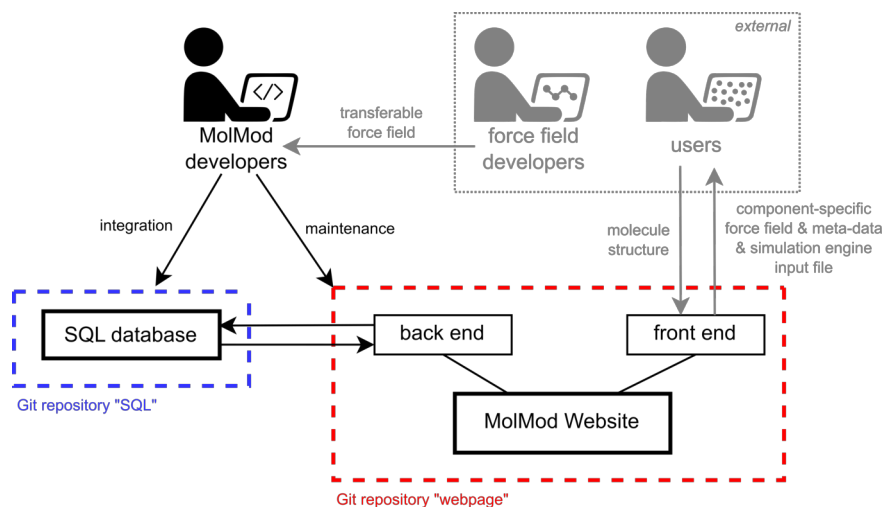 external
</>
MolMod
developers
transferable
force field
force field
developers
users
integration
maintenance
molecule
structure
component-specific
force field & meta-data
& simulation engine
input file
SQL database
back end
front end
MolMod Website
Git repository "SQL"
Git repository "webpage"